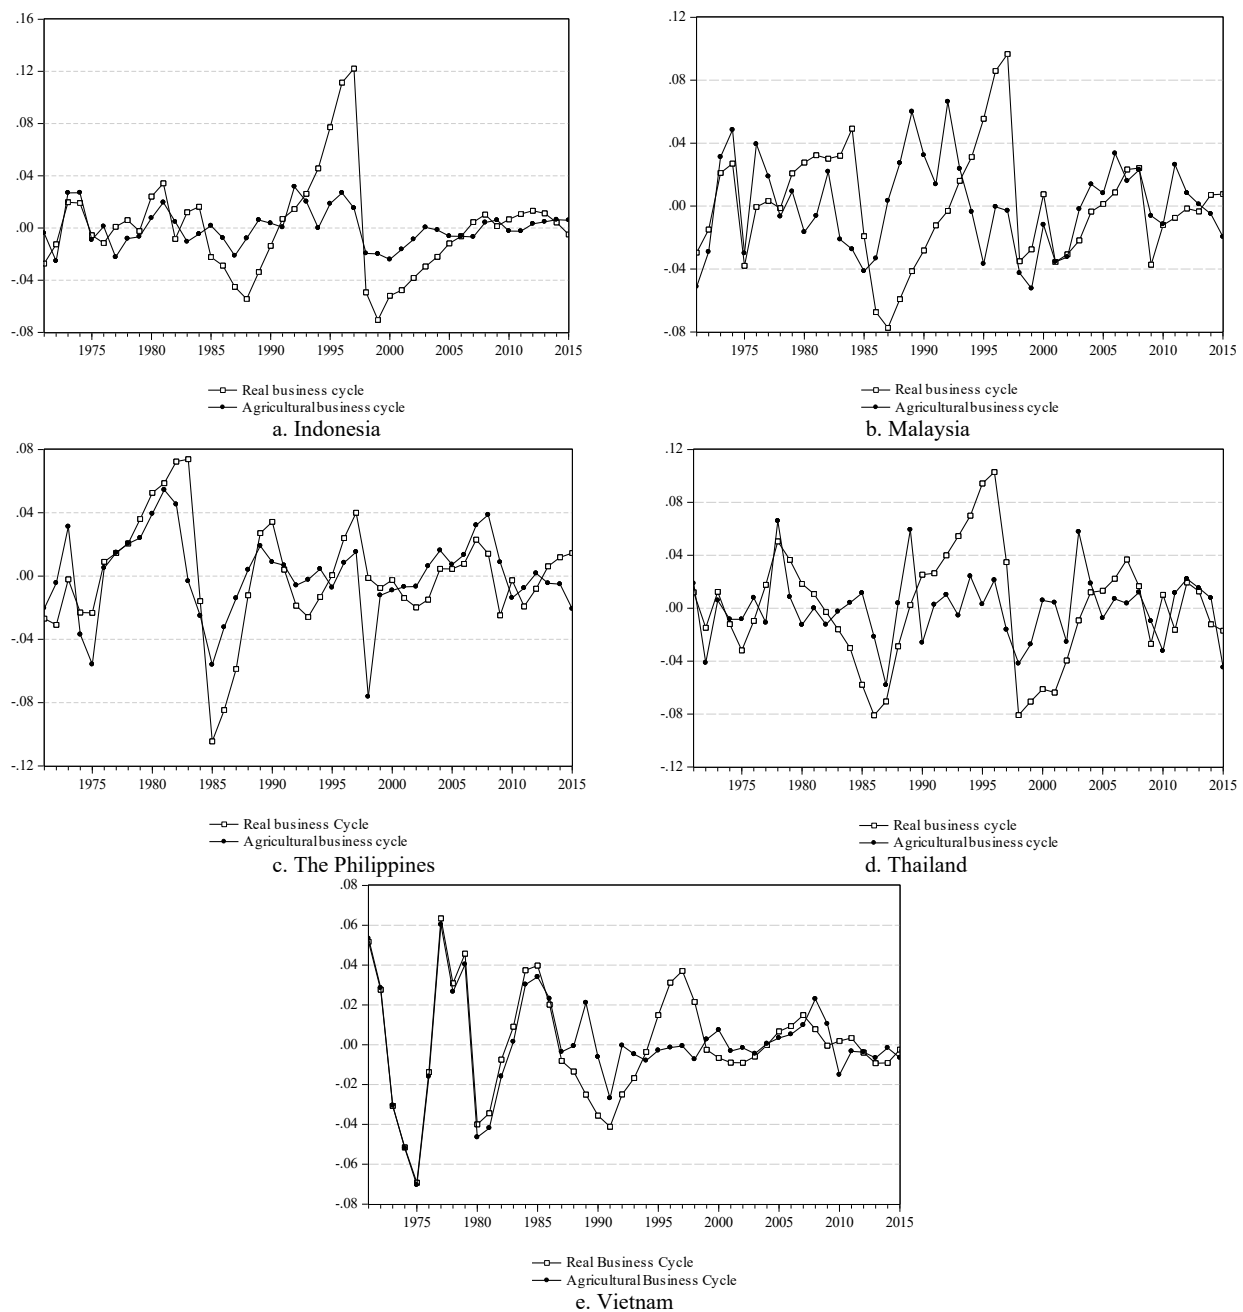 .16
.12
.08
.04
.00
-.04
-.08
1975 1980 1985 1990 1995 2000 2005 2010 2015
Real business cycle
Agricultural business cycle
a. Indonesia
.12
.08
.04
.00
-.04
-.08
1975 1980 1985 1990 1995 2000 2005 2010 2015
Real business cycle
Agricultural business cycle
b. Malaysia
.08
.04
.00
-.04
-.08
-.12
1975 1980 1985 1990 1995 2000 2005 2010 2015
Real business Cycle
Agricultural business cycle
c. The Philippines
.12
.08
.04
.00
-.04
-.08
-.12
1975 1980 1985 1990 1995 2000 2005 2010 2015
Real business cycle
Agricultural business cycle
d. Thailand
.08
.06
.04
.02
.00
-.02
-.04
-.06
-.08
1975 1980 1985 1990 1995 2000 2005 2010 2015
Real Business Cycle
Agricultural Business Cycle
e. Vietnam